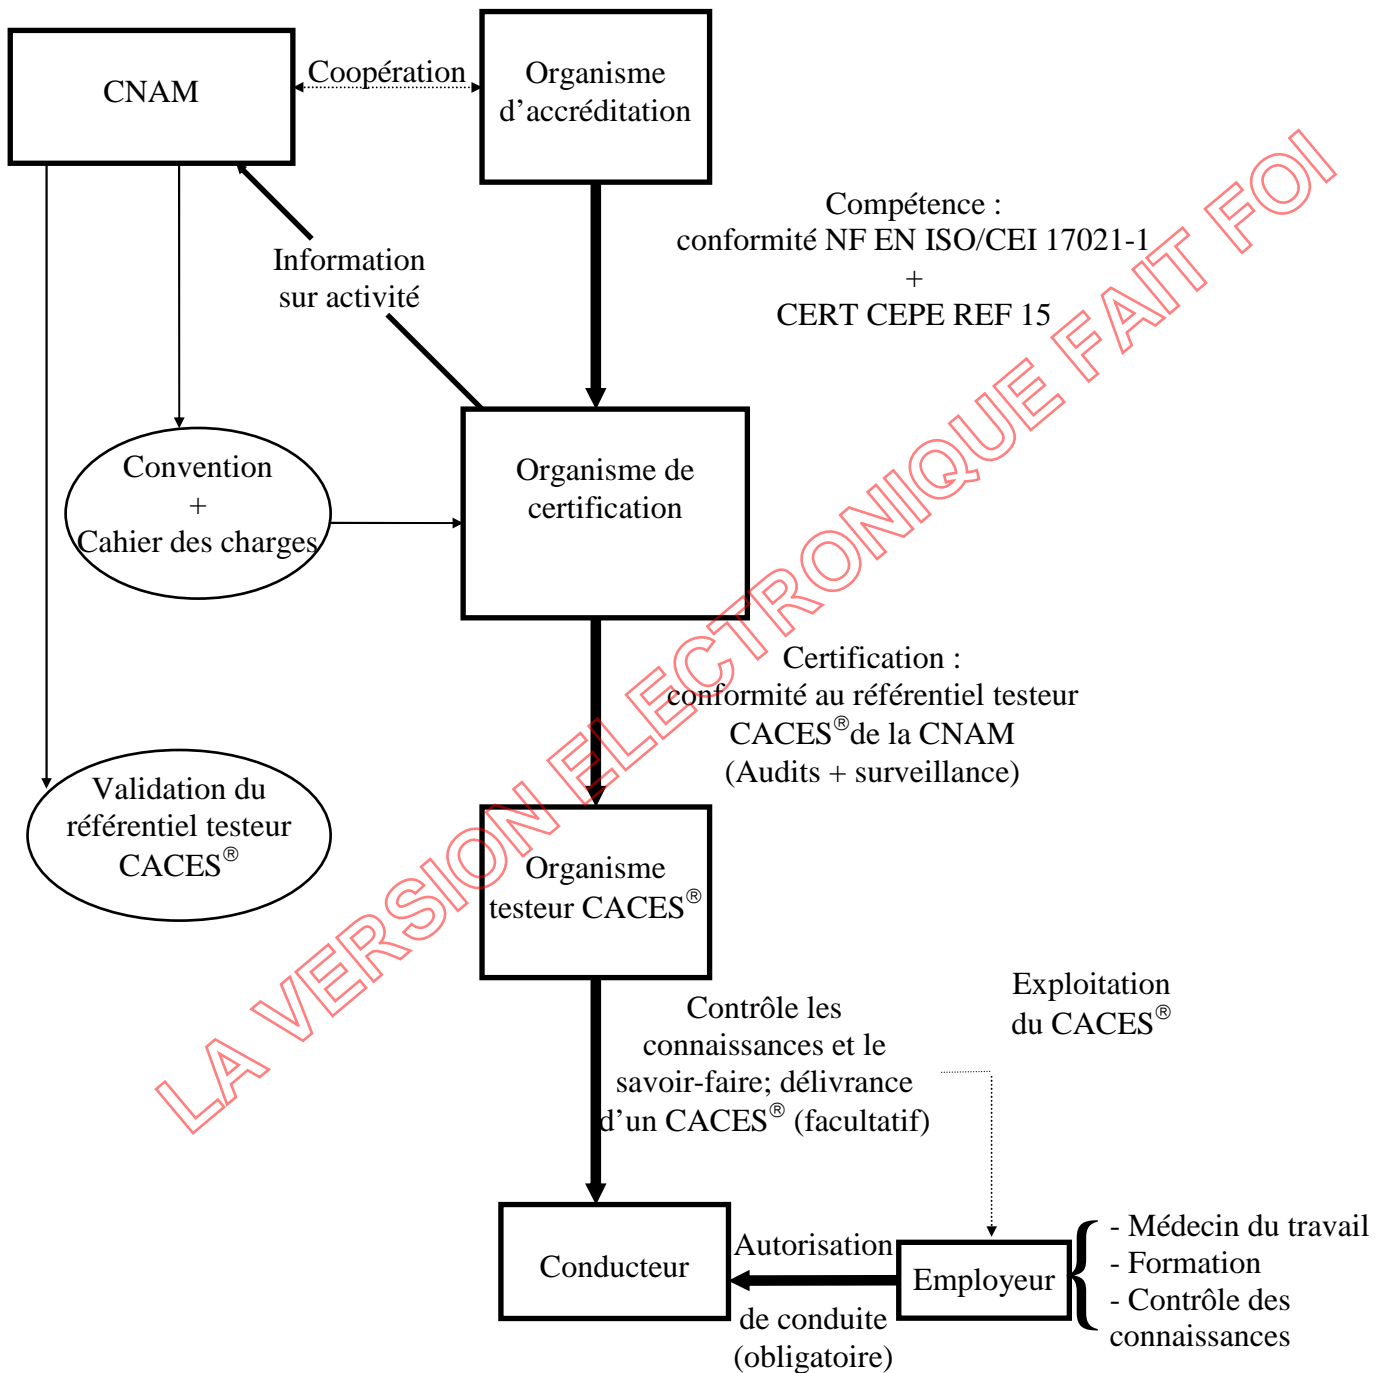 CNAM
Coopération
Organisme
d’accréditation
Compétence :
conformité NF EN ISO/CEI 17021-1
+
CERT CEPE REF 15
Information
sur activité
Convention
+
Cahier des charges
Organisme de
certification
Certification :
conformité au référentiel testeur
CACES® de la CNAM
(Audits + surveillance)
Validation du
référentiel testeur
CACES®
Organisme
testeur CACES®
Contrôle les
connaissances et le
savoir-faire; délivrance
d’un CACES® (facultatif)
Exploitation
du CACES®
Conducteur
Autorisation
de conduite
(obligatoire)
Employeur
- Médecin du travail
- Formation
- Contrôle des
connaissances
LA VERSION ELECTRONIQUE FAIT FOI